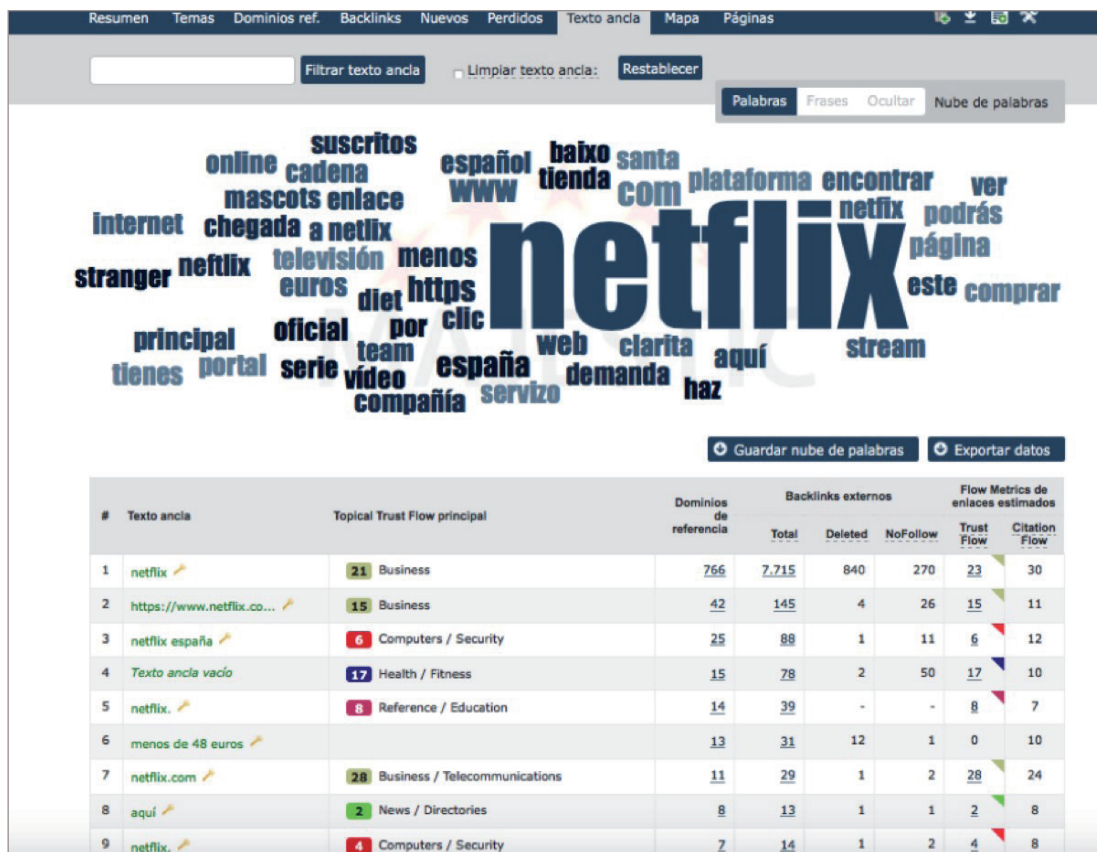 Resumen Temas Dominios ref. Backlinks Nuevos Perdidos Texto ancla Mapa Páginas
Filtrar texto ancla Limpiar texto ancla: Restablecer
Palabras Frases Ocultar Nube de palabras
suscritos
online cadena español baixo santa
mascots enlace www tienda com plataforma encontrar ver
internet chegada a netlix netflix netfix podrás
stranger neftlix televisión menos página
euros diet https este comprar
principal oficial por clic web clarita aquí stream
tienes portal serie team españa demanda haz
vídeo servizo
compañía
MAJESTIC
Guardar nube de palabras Exportar datos
# Texto ancla Topical Trust Flow principal Dominios de referencia Backlinks externos Flow Metrics de enlaces estimados
Total Deleted NoFollow Trust Flow Citation Flow
1 netflix 21 Business 766 7.715 840 270 23 30
2 https://www.netflix.co... 15 Business 42 145 4 26 15 11
3 netflix españa 6 Computers / Security 25 88 1 11 6 12
4 Texto ancla vacío 17 Health / Fitness 15 78 2 50 17 10
5 netflix. 8 Reference / Education 14 39 - - 8 7
6 menos de 48 euros 13 31 12 1 0 10
7 netflix.com 28 Business / Telecommunications 11 29 1 2 28 24
8 aquí 2 News / Directories 8 13 1 1 2 8
9 netflix. 4 Computers / Security 7 14 1 2 4 8